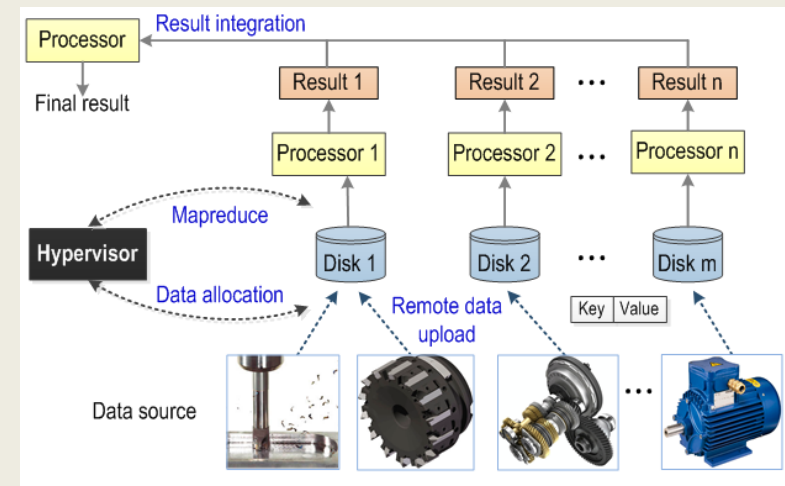 Result integration
Processor
Final result
Result 1
Result 2
...
Result n
Processor 1
Processor 2
...
Processor n
Mapreduce
Hypervisor
Disk 1
Disk 2
...
Disk m
Data allocation
Remote data
upload
Key Value
Data source
...